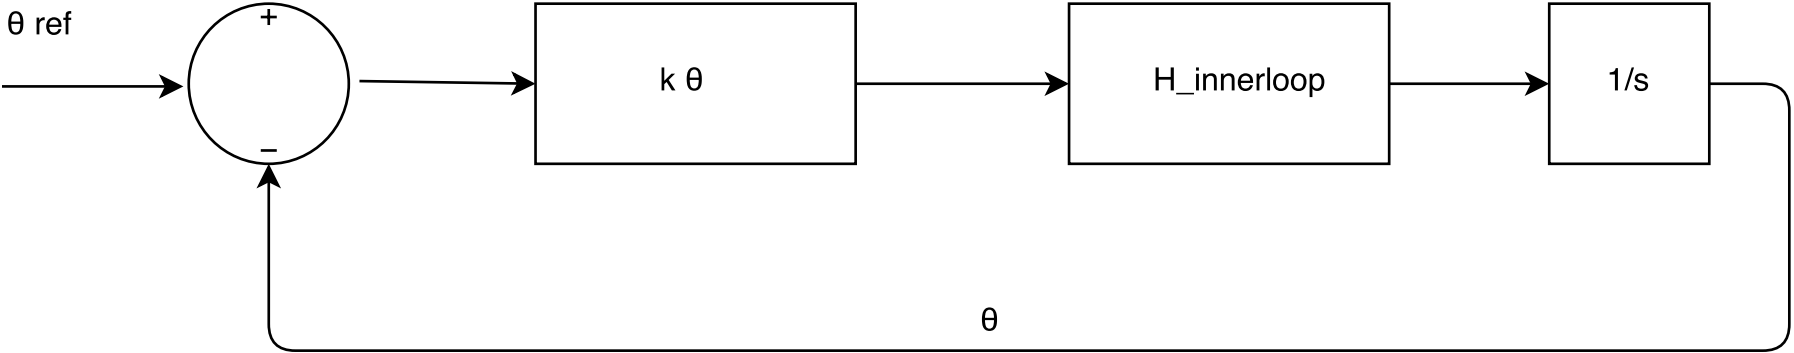 θ ref
+
k θ
H_innerloop
1/s
−
θ